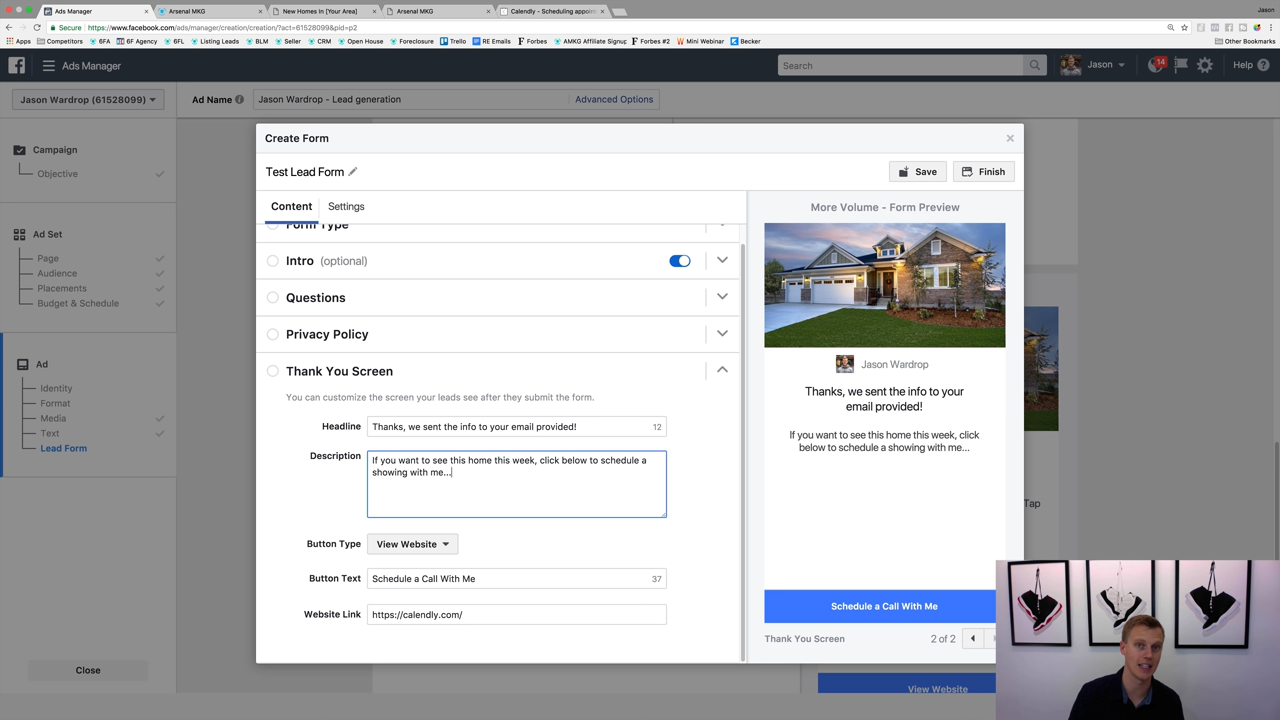 Ads Manager
Arsenal MKG
New Homes In [Your Area]
Arsenal MKG
Calendly - Scheduling appoin
Jason
Secure
https://www.facebook.com/ads/manager/creation/creation/?act=61528099&pid=p2
Apps
Competitors
6FA
6F Agency
6FL
Listing Leads
BLM
Seller
CRM
Open House
Foreclosure
Trello
RE Emails
Forbes
AMKG Affiliate Signup
Forbes #2
Mini Webinar
Becker
Other Bookmarks
Ads Manager
Search
Jason
14
Help
Jason Wardrop (61528099)
Ad Name
Jason Wardrop - Lead generation
Advanced Options
Campaign
Objective
Ad Set
Page
Audience
Placements
Budget & Schedule
Ad
Identity
Format
Media
Text
Lead Form
Close
Create Form
Test Lead Form
Save
Finish
Content
Settings
Form Type
Intro (optional)
Questions
Privacy Policy
Thank You Screen
You can customize the screen your leads see after they submit the form.
Headline
Thanks, we sent the info to your email provided!
12
Description
If you want to see this home this week, click below to schedule a
showing with me...
Button Type
View Website
Button Text
Schedule a Call With Me
37
Website Link
https://calendly.com/
More Volume - Form Preview
Jason Wardrop
Thanks, we sent the info to your
email provided!
If you want to see this home this week, click
below to schedule a showing with me...
Schedule a Call With Me
Thank You Screen
2 of 2
Tap
View Website